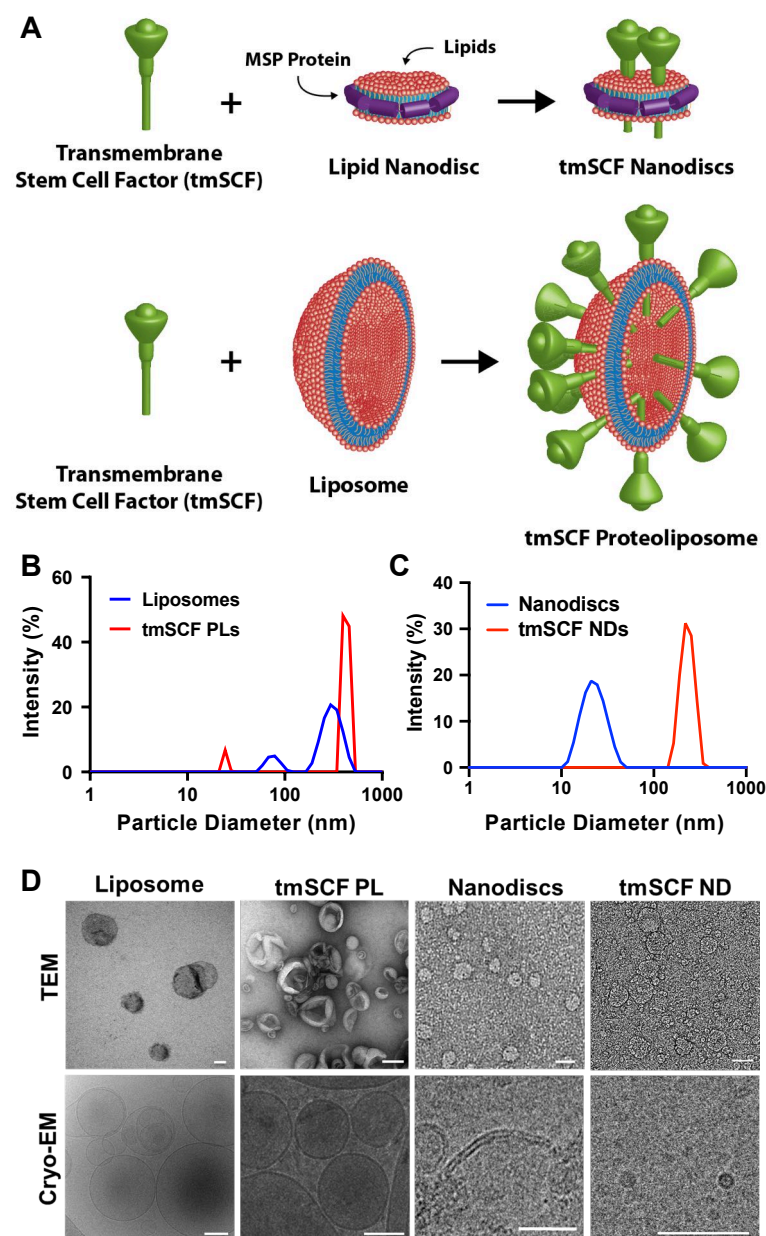 A
MSP Protein
Lipids
+
Transmembrane
Stem Cell Factor (tmSCF)
Lipid Nanodisc
tmSCF Nanodiscs
+
Transmembrane
Stem Cell Factor (tmSCF)
Liposome
tmSCF Proteoliposome
B
Intensity (%)
60
40
20
0
Liposomes
tmSCF PLs
1
10
100
1000
Particle Diameter (nm)
C
Intensity (%)
40
30
20
10
0
Nanodiscs
tmSCF NDs
1
10
100
1000
Particle Diameter (nm)
D
Liposome
tmSCF PL
Nanodiscs
tmSCF ND
TEM
Cryo-EM